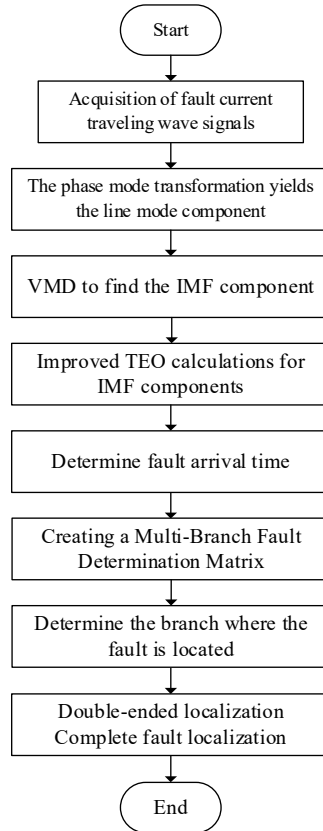 Start
Acquisition of fault current
traveling wave signals
The phase mode transformation yields
the line mode component
VMD to find the IMF component
Improved TEO calculations for
IMF components
Determine fault arrival time
Creating a Multi-Branch Fault
Determination Matrix
Determine the branch where the
fault is located
Double-ended localization
Complete fault localization
End